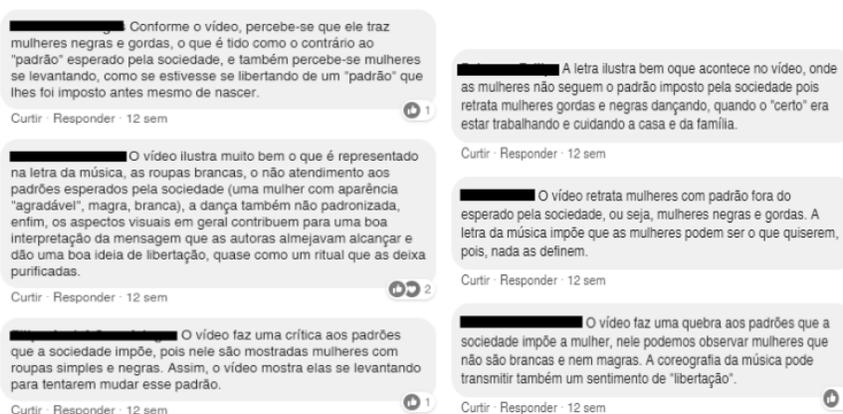 Conforme o vídeo, percebe-se que ele traz
mulheres negras e gordas, o que é tido como o contrário ao
"padrão" esperado pela sociedade, e também percebe-se mulheres
se levantando, como se estivesse se libertando de um "padrão" que
lhes foi imposto antes mesmo de nascer.
1
Curtir · Responder · 12 sem
O vídeo ilustra muito bem o que é representado
na letra da música, as roupas brancas, o não atendimento aos
padrões esperados pela sociedade (uma mulher com aparência
"agradável", magra, branca), a dança também não padronizada,
enfim, os aspectos visuais em geral contribuem para uma boa
interpretação da mensagem que as autoras almejavam alcançar e
dão uma boa ideia de libertação, quase como um ritual que as deixa
purificadas.
2
Curtir · Responder · 12 sem
O vídeo faz uma crítica aos padrões
que a sociedade impõe, pois nele são mostradas mulheres com
roupas simples e negras. Assim, o vídeo mostra elas se levantando
para tentarem mudar esse padrão.
1
Curtir · Responder · 12 sem
A letra ilustra bem oque acontece no vídeo, onde
as mulheres não seguem o padrão imposto pela sociedade pois
retrata mulheres gordas e negras dançando, quando o "certo" era
estar trabalhando e cuidando a casa e da família.
Curtir · Responder · 12 sem
O vídeo retrata mulheres com padrão fora do
esperado pela sociedade, ou seja, mulheres negras e gordas. A
letra da música impõe que as mulheres podem ser o que quiserem,
pois, nada as definem.
Curtir · Responder · 12 sem
O vídeo faz uma quebra aos padrões que a
sociedade impõe a mulher, nele podemos observar mulheres que
não são brancas e nem magras. A coreografia da música pode
transmitir também um sentimento de "libertação".
Curtir · Responder · 12 sem